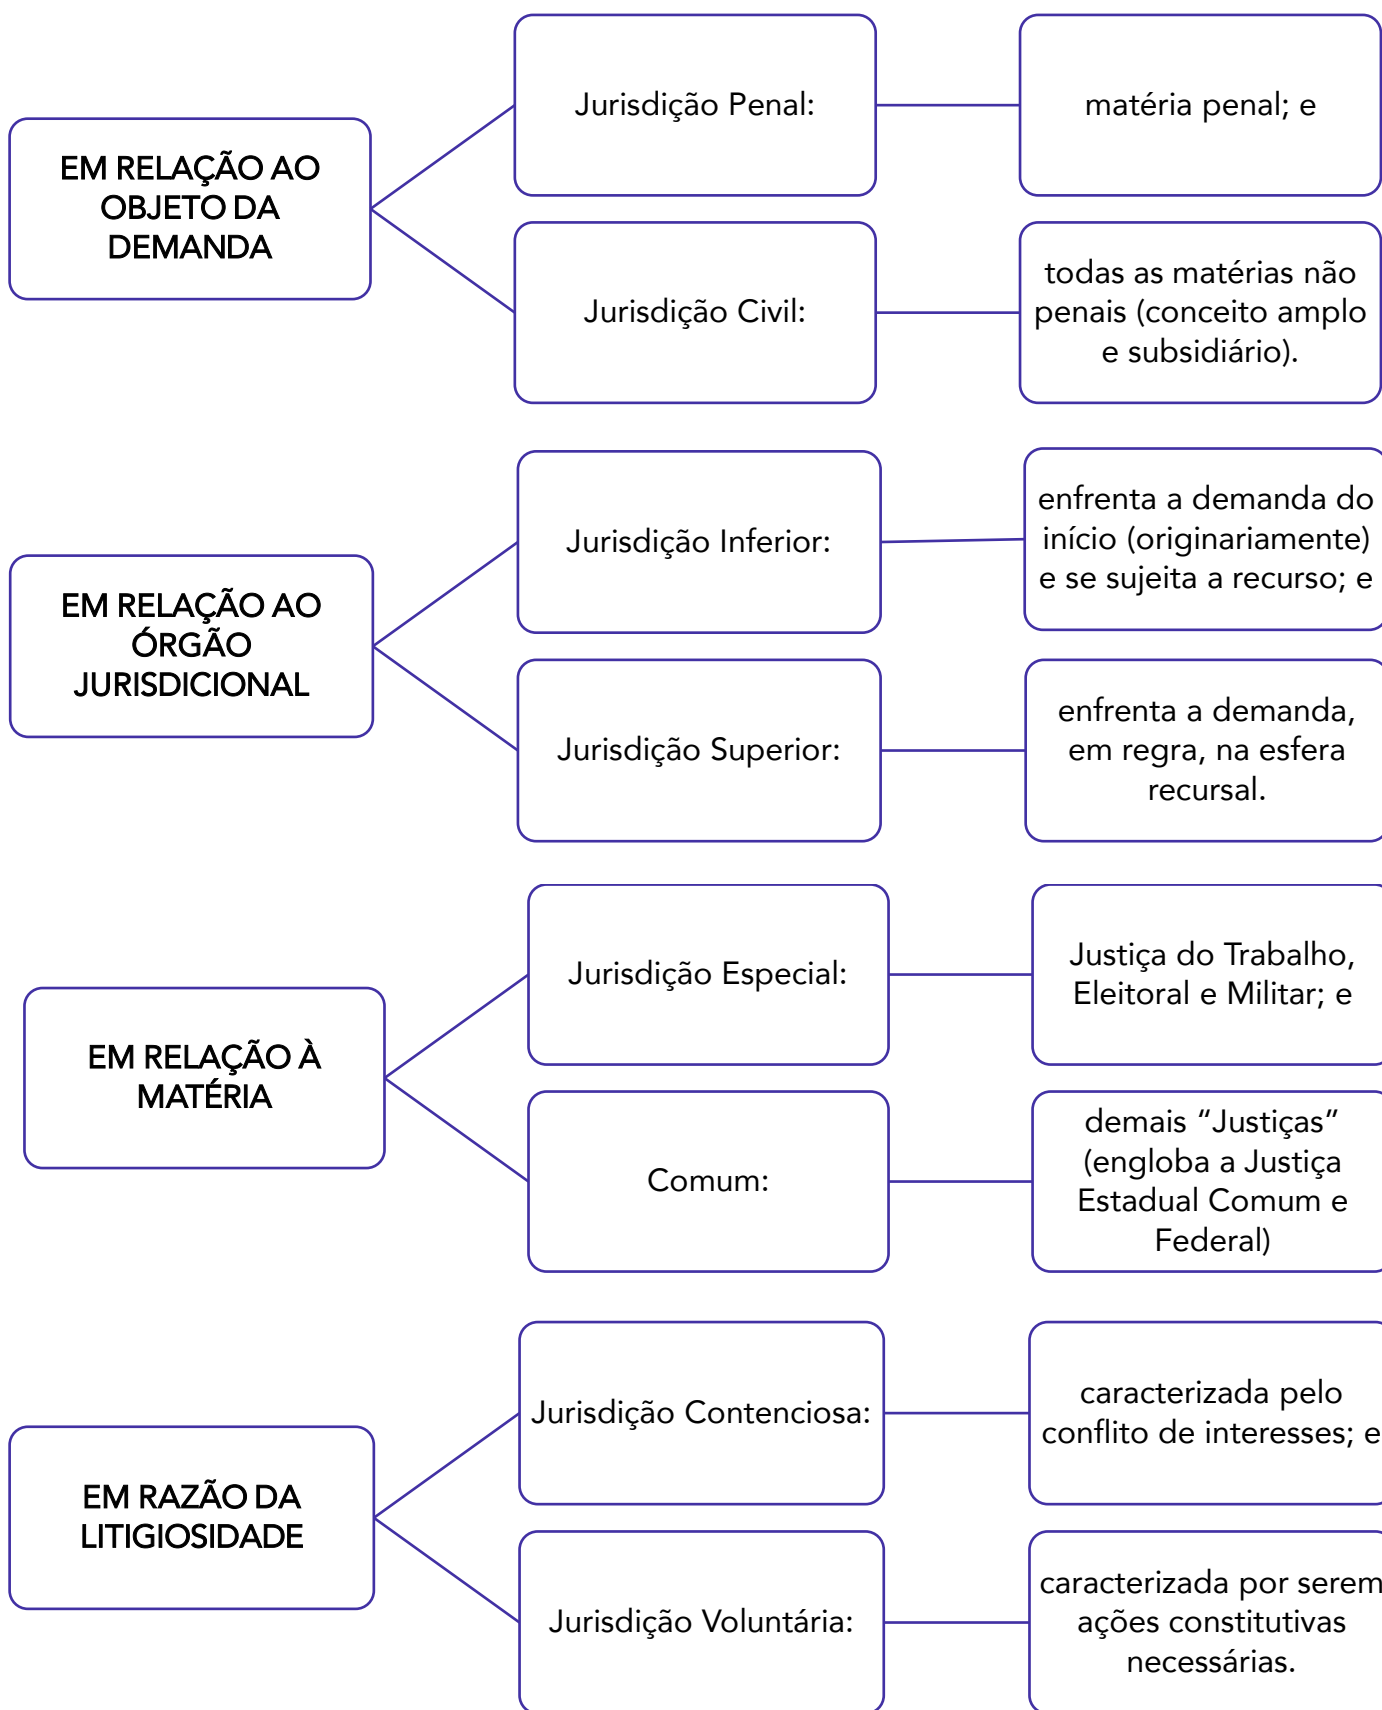 EM RELAÇÃO AO
OBJETO DA
DEMANDA
Jurisdição Penal:
matéria penal; e
Jurisdição Civil:
todas as matérias não
penais (conceito amplo
e subsidiário).
EM RELAÇÃO AO
ÓRGÃO
JURISDICIONAL
Jurisdição Inferior:
enfrenta a demanda do
início (originariamente)
e se sujeita a recurso; e
Jurisdição Superior:
enfrenta a demanda,
em regra, na esfera
recursal.
EM RELAÇÃO À
MATÉRIA
Jurisdição Especial:
Justiça do Trabalho,
Eleitoral e Militar; e
Comum:
demais “Justiças”
(engloba a Justiça
Estadual Comum e
Federal)
EM RAZÃO DA
LITIGIOSIDADE
Jurisdição Contenciosa:
caracterizada pelo
conflito de interesses; e
Jurisdição Voluntária:
caracterizada por serem
ações constitutivas
necessárias.